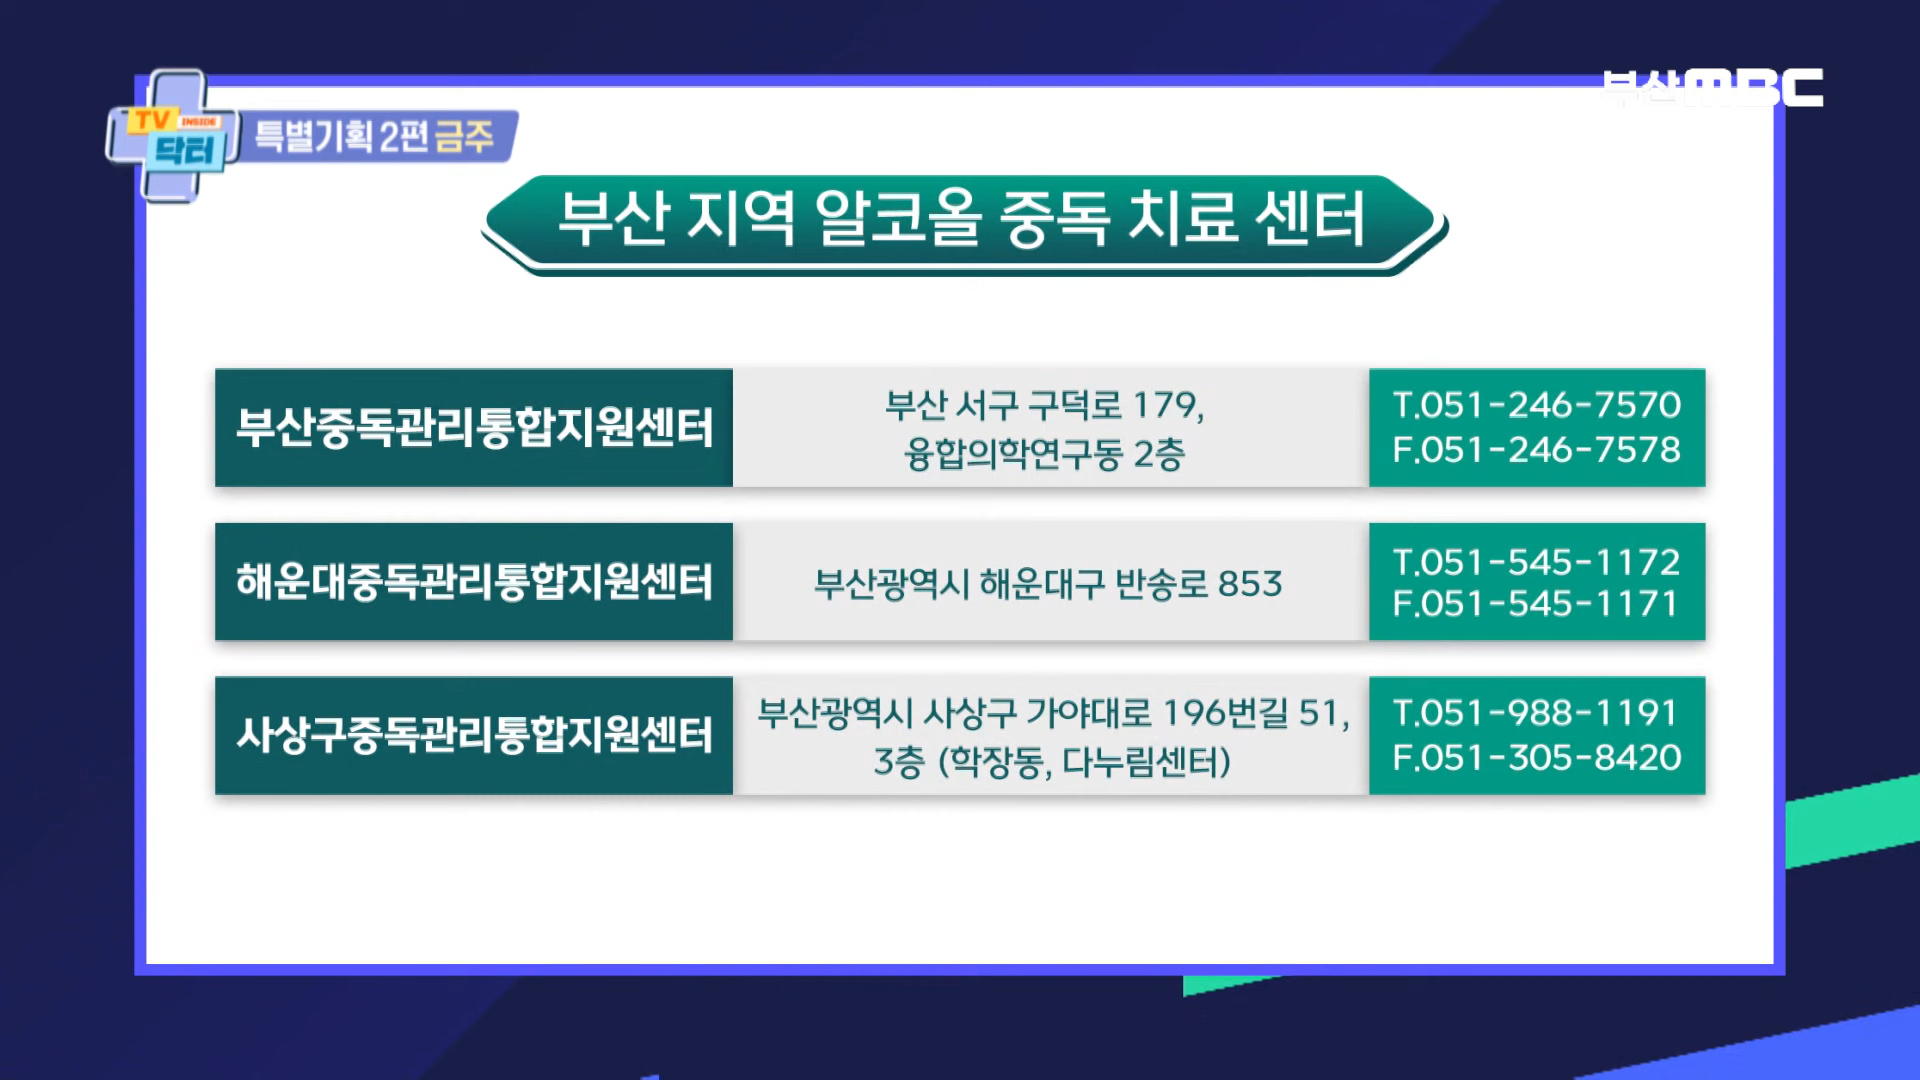 부산MBC
TV INSIDE
닥터
특별기획 2편 금주
부산 지역 알코올 중독 치료 센터
부산중독관리통합지원센터
부산 서구 구덕로 179,
융합의학연구동 2층
T.051-246-7570
F.051-246-7578
해운대중독관리통합지원센터
부산광역시 해운대구 반송로 853
T.051-545-1172
F.051-545-1171
사상구중독관리통합지원센터
부산광역시 사상구 가야대로 196번길 51,
3층 (학장동, 다누림센터)
T.051-988-1191
F.051-305-8420